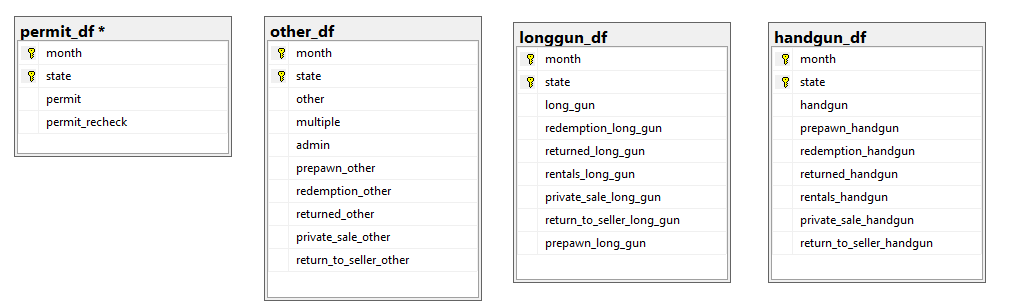 permit_df *
month
state
permit
permit_recheck
other_df
month
state
other
multiple
admin
prepawn_other
redemption_other
returned_other
private_sale_other
return_to_seller_other
longgun_df
month
state
long_gun
redemption_long_gun
returned_long_gun
rentals_long_gun
private_sale_long_gun
return_to_seller_long_gun
prepawn_long_gun
handgun_df
month
state
handgun
prepawn_handgun
redemption_handgun
returned_handgun
rentals_handgun
private_sale_handgun
return_to_seller_handgun